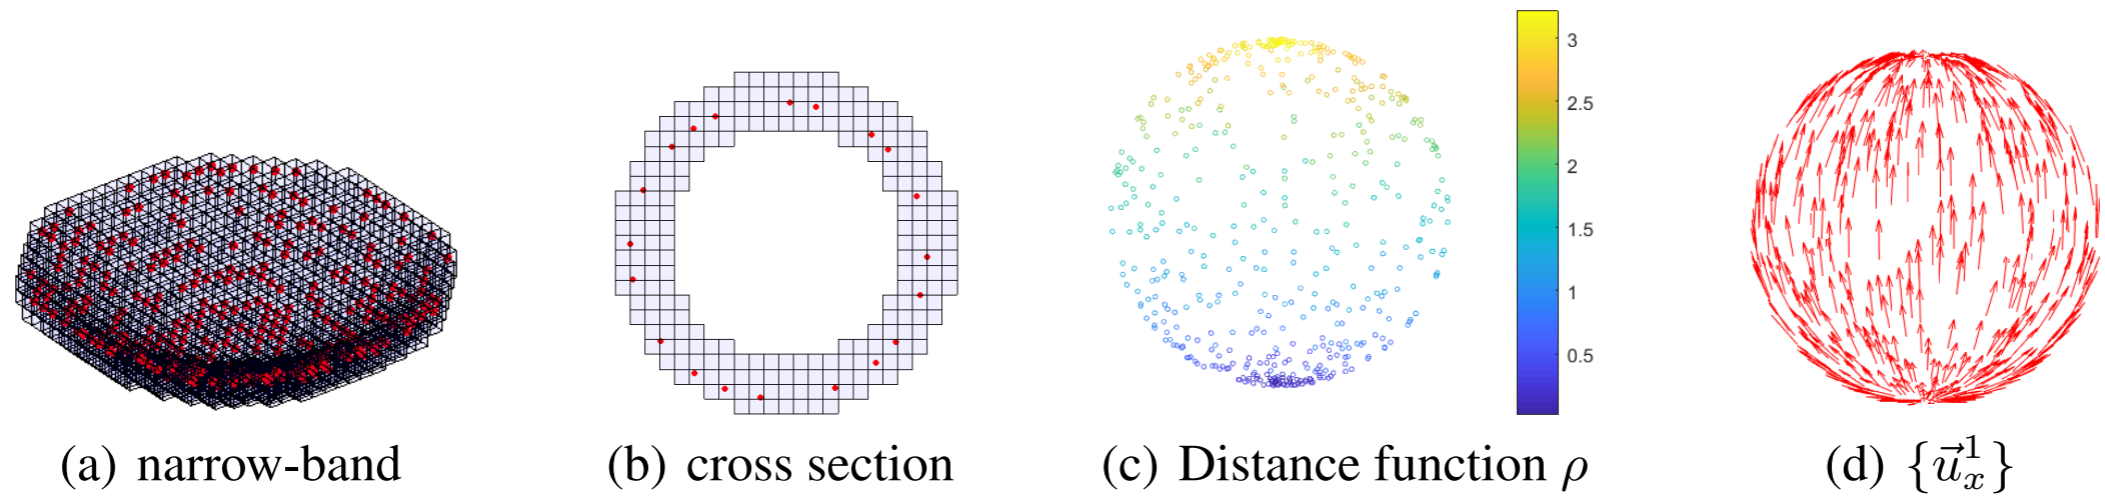 3
2.5
2
1.5
1
0.5
(a) narrow-band
(b) cross section
(c) Distance function ρ
(d) {u⃗¹ₓ}